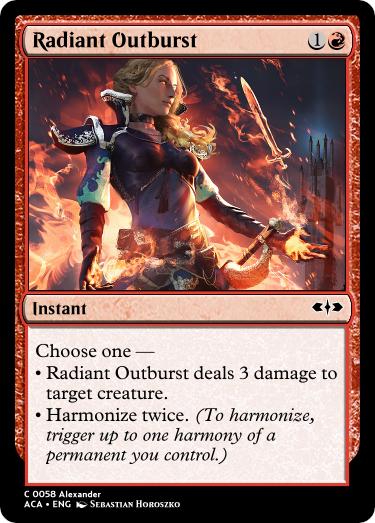 Radiant Outburst 1
Instant
Choose one —
• Radiant Outburst deals 3 damage to
target creature.
• Harmonize twice. (To harmonize,
trigger up to one harmony of a
permanent you control.)
C 0058 Alexander
ACA • ENG Sebastian Horoszko